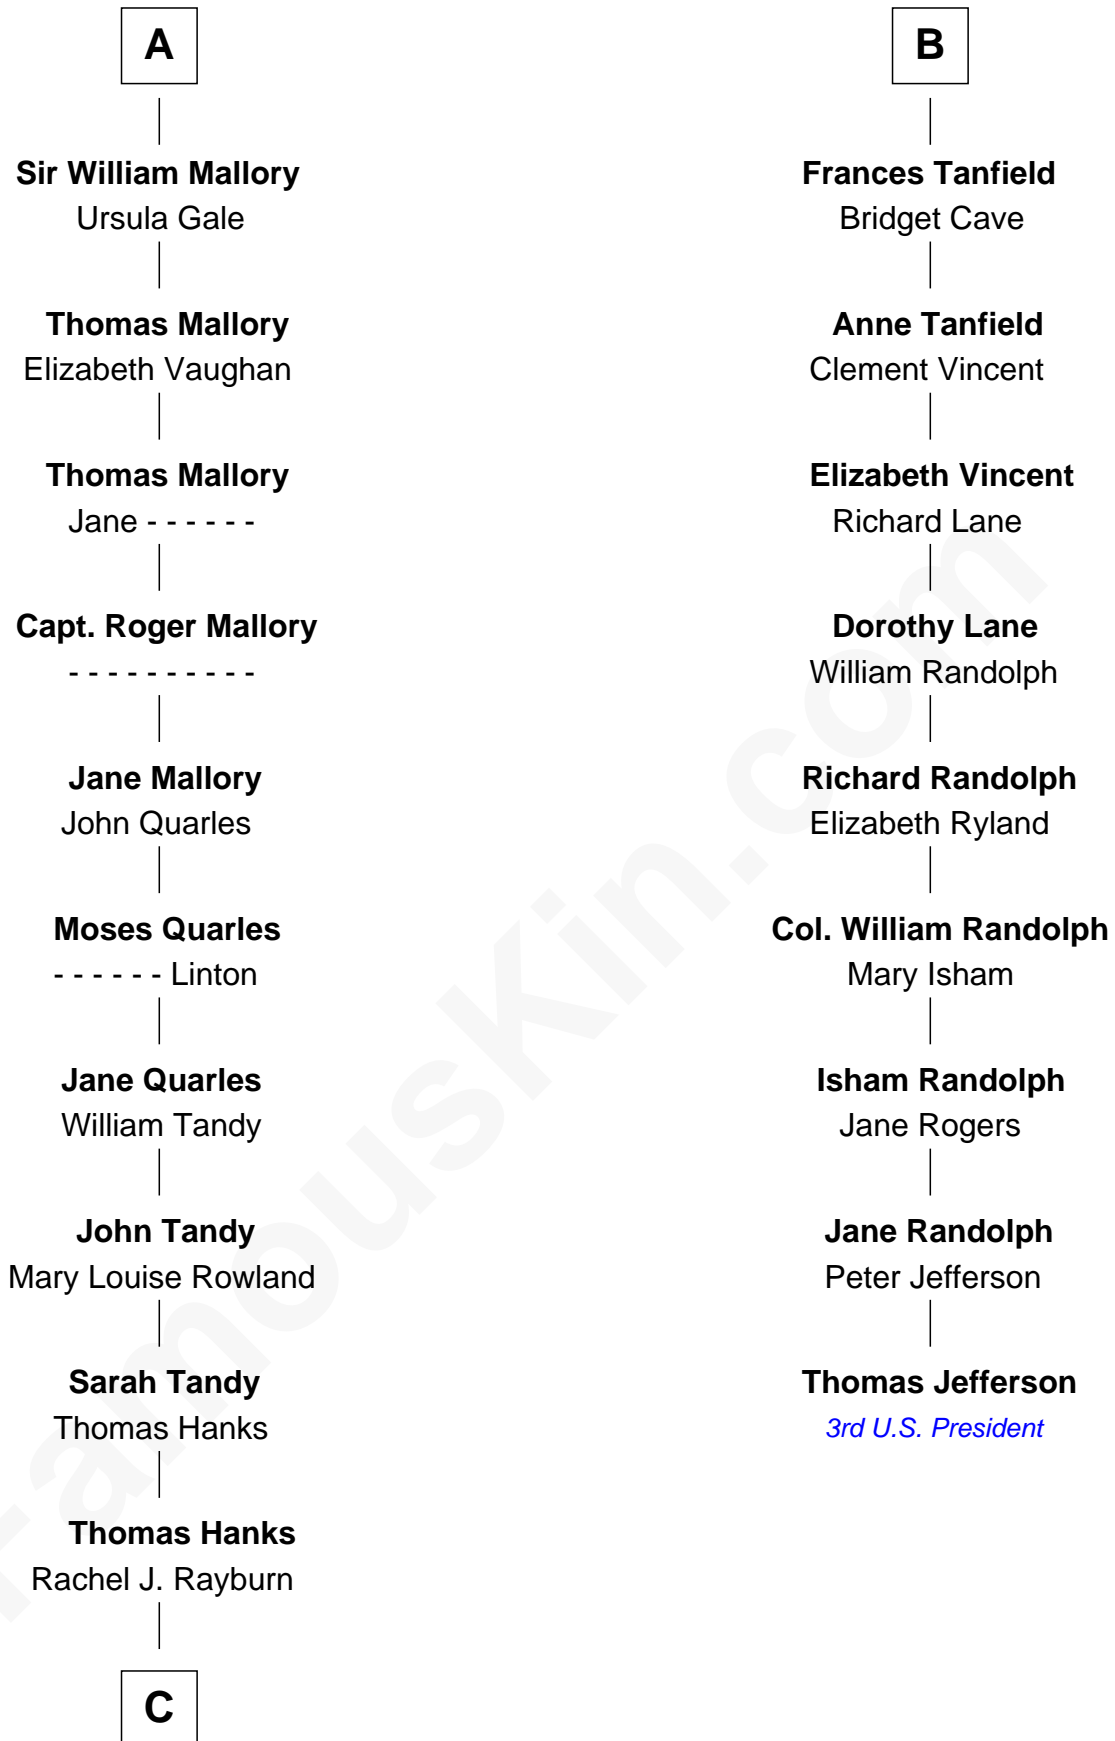 A
Sir William Mallory
Ursula Gale
Thomas Mallory
Elizabeth Vaughan
Thomas Mallory
Jane - - - - - -
Capt. Roger Mallory
- - - - - - - - - -
Jane Mallory
John Quarles
Moses Quarles
- - - - - - Linton
Jane Quarles
William Tandy
John Tandy
Mary Louise Rowland
Sarah Tandy
Thomas Hanks
Thomas Hanks
Rachel J. Rayburn
C
B
Frances Tanfield
Bridget Cave
Anne Tanfield
Clement Vincent
Elizabeth Vincent
Richard Lane
Dorothy Lane
William Randolph
Richard Randolph
Elizabeth Ryland
Col. William Randolph
Mary Isham
Isham Randolph
Jane Rogers
Jane Randolph
Peter Jefferson
Thomas Jefferson
3rd U.S. President
FamousKin.com